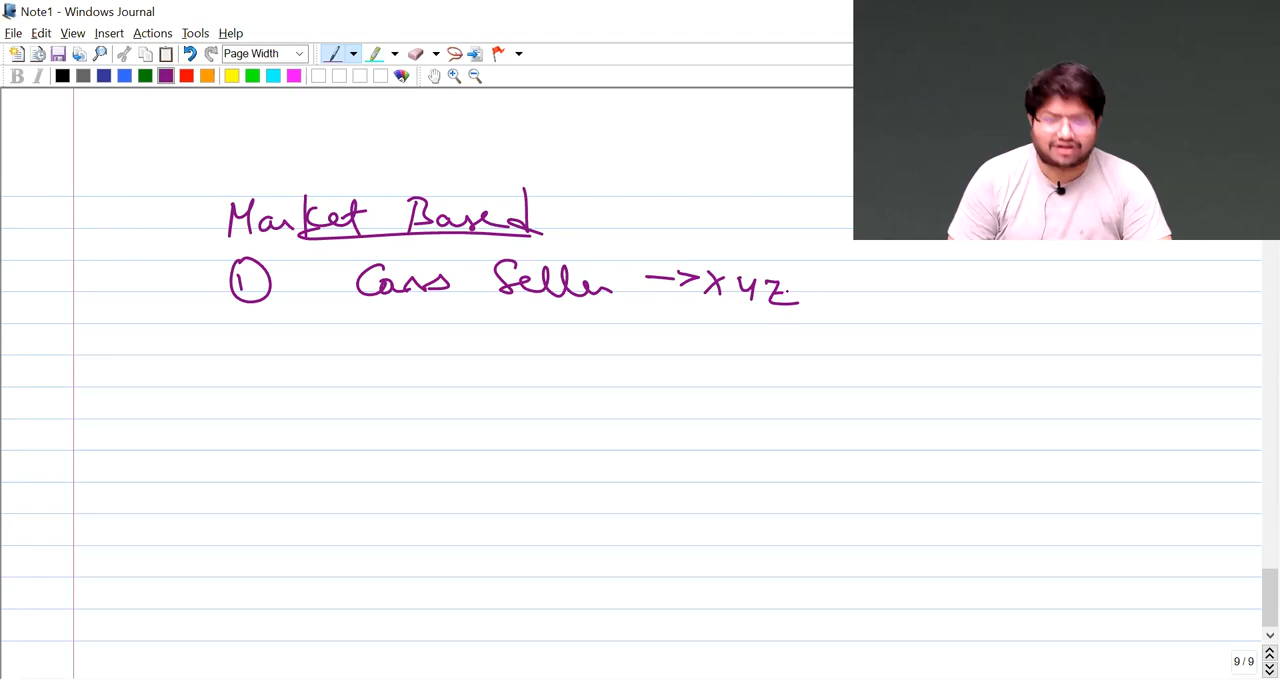 Note1 - Windows Journal
File Edit View Insert Actions Tools Help
Page Width
B I
Market Based
① Cars Seller → XYZ
9 / 9